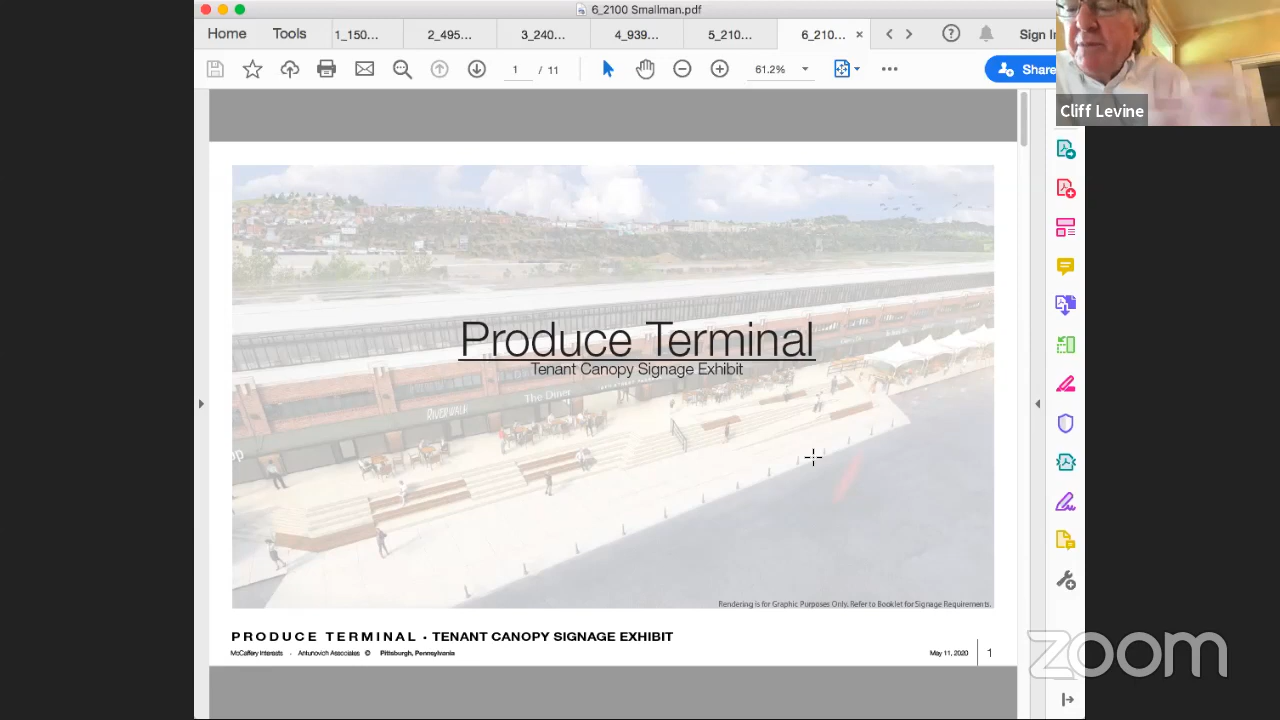 6_2100 Smallman.pdf
Home
Tools
1_150...
2_495...
3_240...
4_939...
5_210...
6_210... ×
?
Sign In
1 / 11
61.2%
Share
Cliff Levine
Produce Terminal
Tenant Canopy Signage Exhibit
RIVERWALK
The Diner
Rendering is for Graphic Purposes Only. Refer to Booklet for Signage Requirements.
PRODUCE TERMINAL · TENANT CANOPY SIGNAGE EXHIBIT
McCaffery Interests · Antunovich Associates © Pittsburgh, Pennsylvania
May 11, 2020
1
zoom